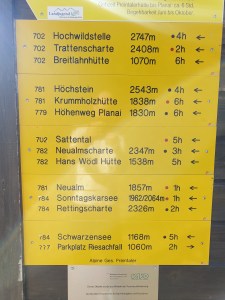 702 Hochwildstelle 2747m • 4h ←
702 Trattenscharte 2408m • 2h ←
702 Breitlahnhütte 1070m 6h ←
781 Höchstein 2543m • 4h ←
781 Krummholzhütte 1838m • 6h ←
779 Höhenweg Planai 1830m • 6h ←
702 Sattental 5h →
782 Neualmscharte 2347m • 3h ←
782 Hans Wödl Hütte 1538m 5h ←
781 Neualm 1857m • 1h ←
784 Sonntagskarsee 1962/2064m • 1h ←
784 Rettingscharte 2326m • 2h ←
784 Schwarzensee 1168m • 5h ←
777 Parkplatz Riesachfall 1060m 2h →